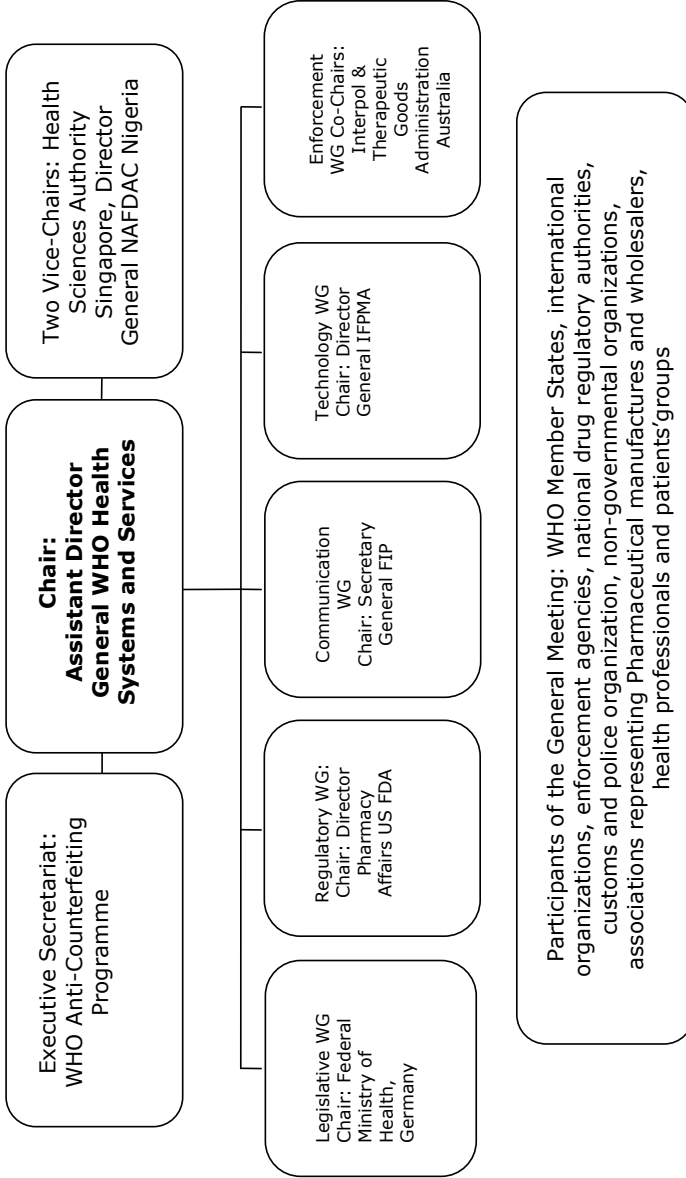 Executive Secretariat:
WHO Anti-Counterfeiting
Programme
Chair:
Assistant Director
General WHO Health
Systems and Services
Two Vice-Chairs: Health
Sciences Authority
Singapore, Director
General NAFDAC Nigeria
Legislative WG
Chair: Federal
Ministry of
Health,
Germany
Regulatory WG:
Chair: Director
Pharmacy
Affairs US FDA
Communication
WG
Chair: Secretary
General FIP
Technology WG
Chair: Director
General IFPMA
Enforcement
WG Co-Chairs:
Interpol &
Therapeutic
Goods
Administration
Australia
Participants of the General Meeting: WHO Member States, international
organizations, enforcement agencies, national drug regulatory authorities,
customs and police organization, non-governmental organizations,
associations representing Pharmaceutical manufactures and wholesalers,
health professionals and patients’groups